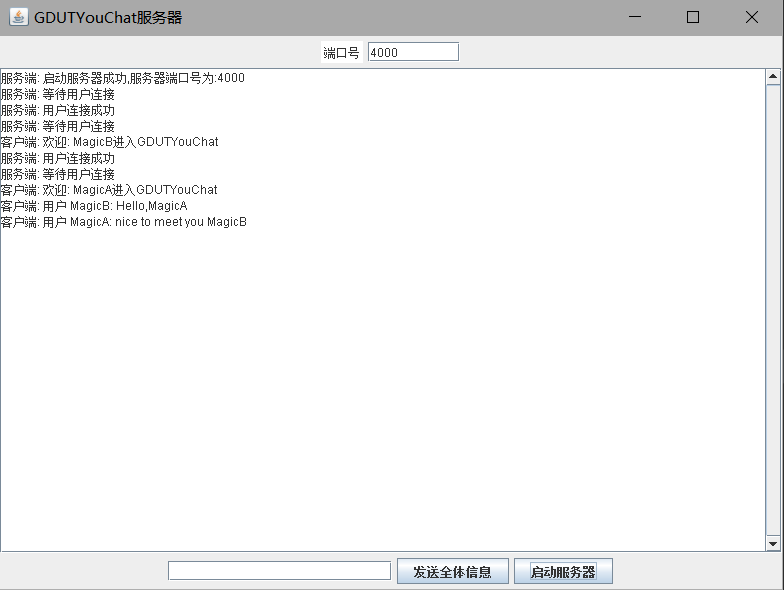 GDUTYouChat服务器
端口号 4000
服务端: 启动服务器成功,服务器端口号为:4000
服务端: 等待用户连接
服务端: 用户连接成功
服务端: 等待用户连接
客户端: 欢迎: MagicB进入GDUTYouChat
服务端: 用户连接成功
服务端: 等待用户连接
客户端: 欢迎: MagicA进入GDUTYouChat
客户端: 用户 MagicB: Hello,MagicA
客户端: 用户 MagicA: nice to meet you MagicB
发送全体信息 启动服务器